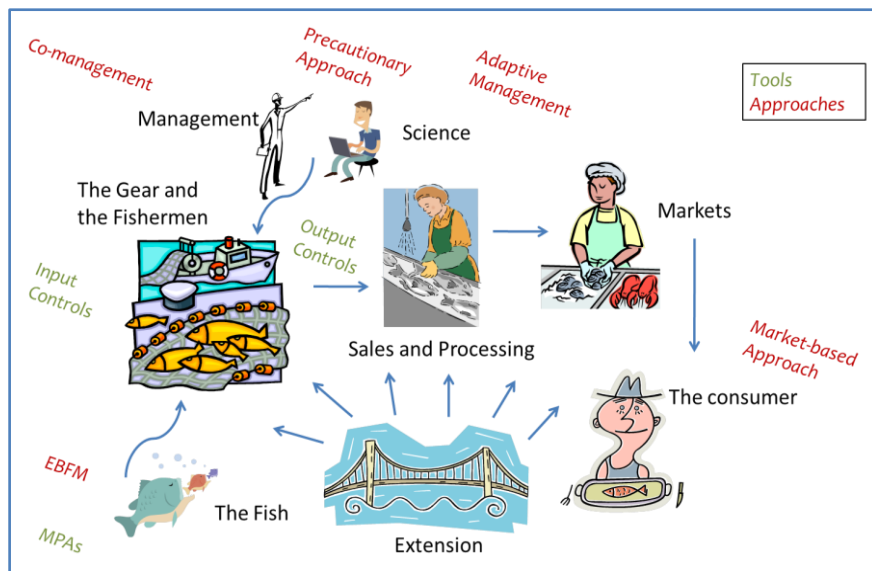 Co-management
Precautionary
Approach
Adaptive
Management
Tools
Approaches
Management
Science
The Gear and
the Fishermen
Markets
Input
Controls
Output
Controls
Sales and Processing
Market-based
Approach
The consumer
EBFM
The Fish
MPAs
Extension